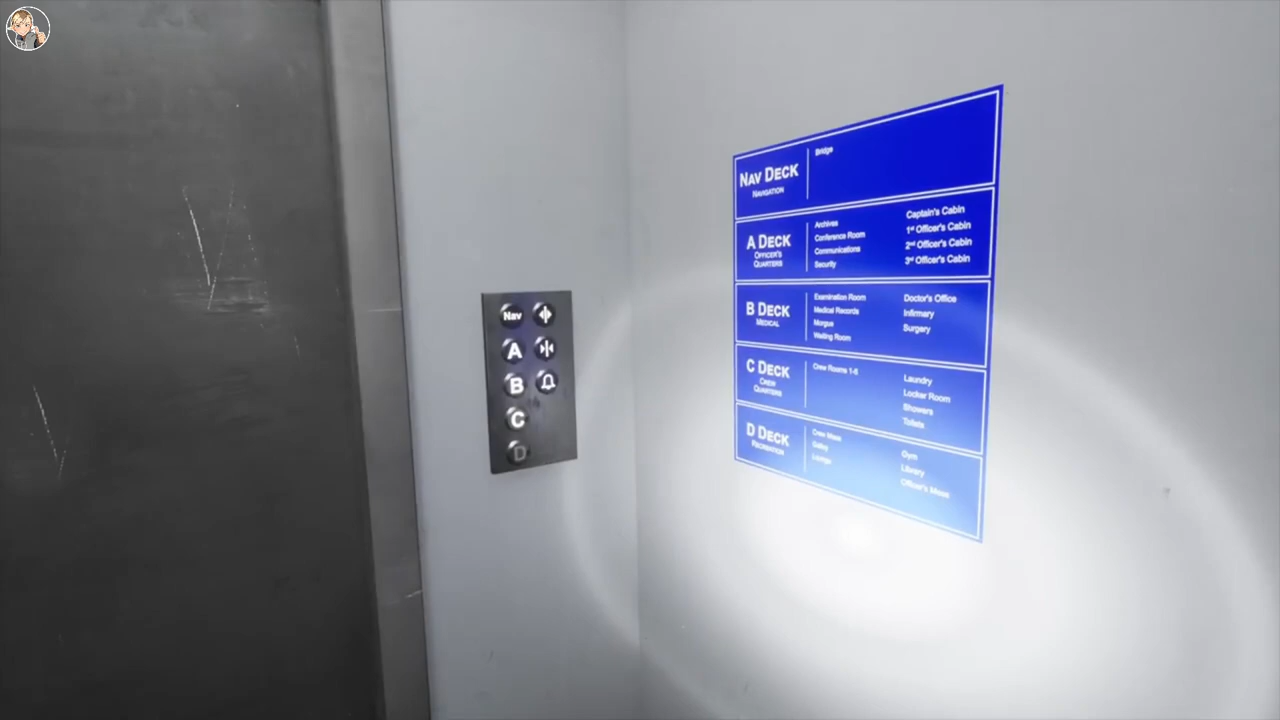 Nav
A
B
C
D
NAV DECK
NAVIGATION
Bridge
A DECK
OFFICER'S
QUARTERS
Archives
Conference Room
Communications
Security
Captain's Cabin
1st Officer's Cabin
2nd Officer's Cabin
3rd Officer's Cabin
B DECK
MEDICAL
Examination Room
Medical Records
Morgue
Waiting Room
Doctor's Office
Infirmary
Surgery
C DECK
CREW
QUARTERS
Crew Rooms 1-6
Laundry
Locker Room
Showers
Toilets
D DECK
RECREATION
Crew Mess
Galley
Lounge
Gym
Library
Officer's Mess